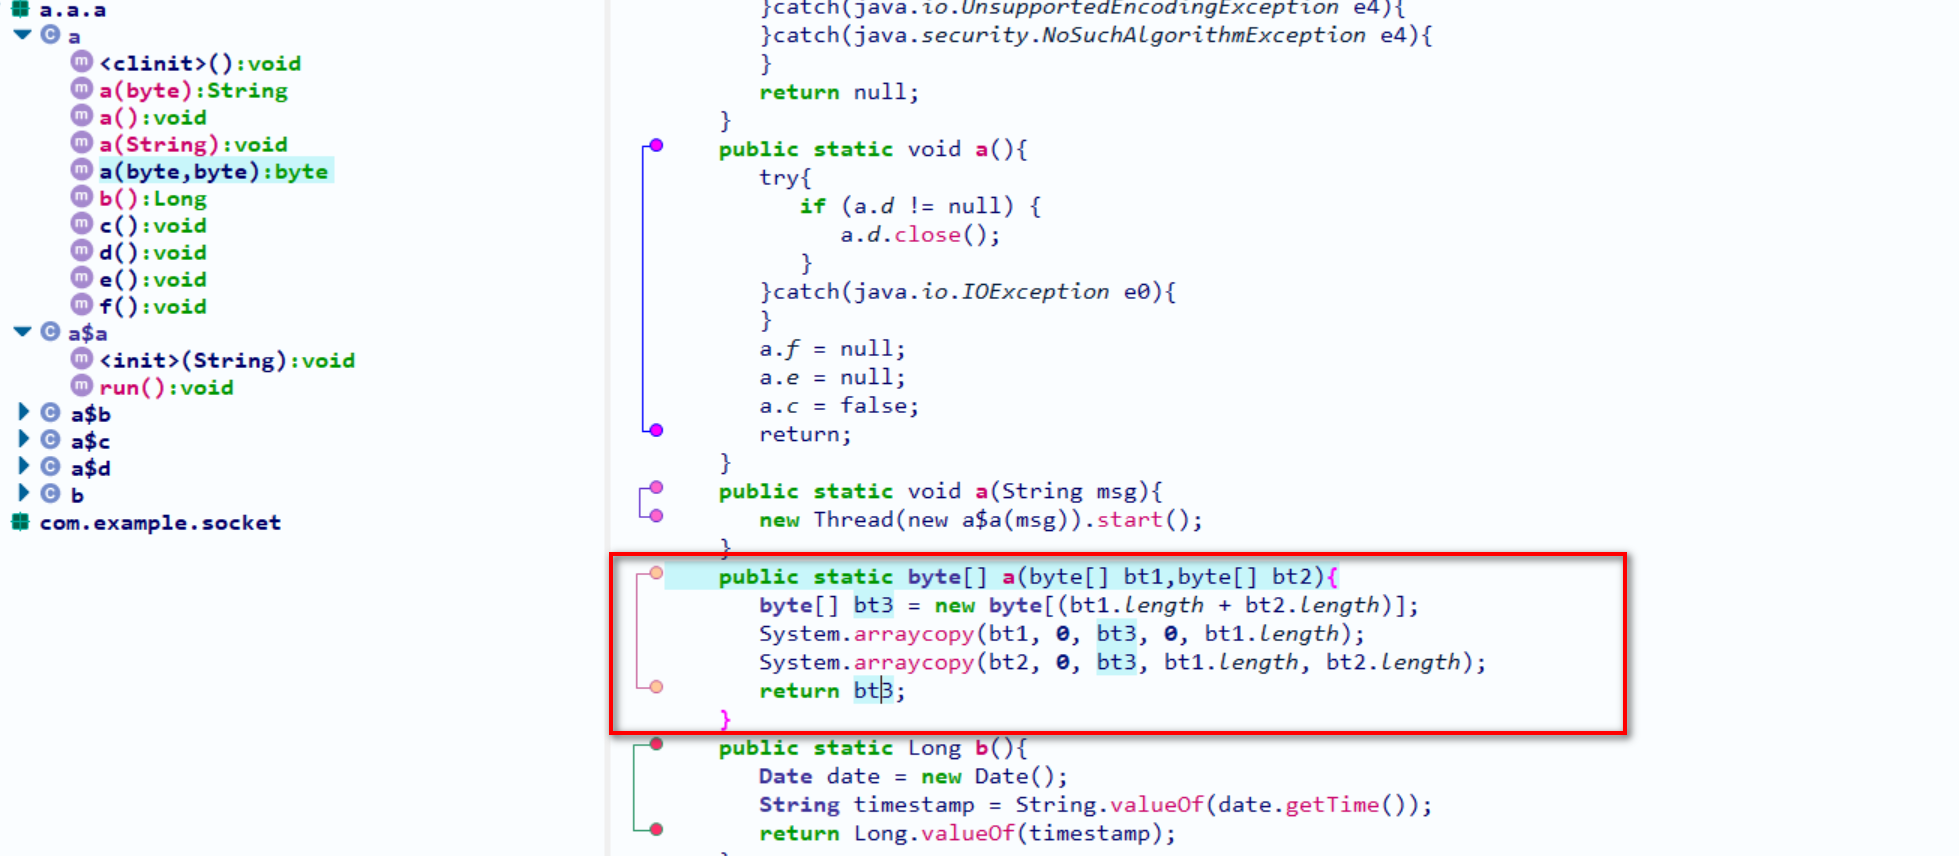 a.a.a
a
<clinit>():void
a(byte):String
a():void
a(String):void
a(byte,byte):byte
b():Long
c():void
d():void
e():void
f():void
a$a
<init>(String):void
run():void
a$b
a$c
a$d
b
com.example.socket
}catch(java.io.UnsupportedEncodingException e4){
}catch(java.security.NoSuchAlgorithmException e4){
}
return null;
}
public static void a(){
try{
if (a.d != null) {
a.d.close();
}
}catch(java.io.IOException e0){
}
a.f = null;
a.e = null;
a.c = false;
return;
}
public static void a(String msg){
new Thread(new a$a(msg)).start();
}
public static byte[] a(byte[] bt1,byte[] bt2){
byte[] bt3 = new byte[(bt1.length + bt2.length)];
System.arraycopy(bt1, 0, bt3, 0, bt1.length);
System.arraycopy(bt2, 0, bt3, bt1.length, bt2.length);
return bt3;
}
public static Long b(){
Date date = new Date();
String timestamp = String.valueOf(date.getTime());
return Long.valueOf(timestamp);